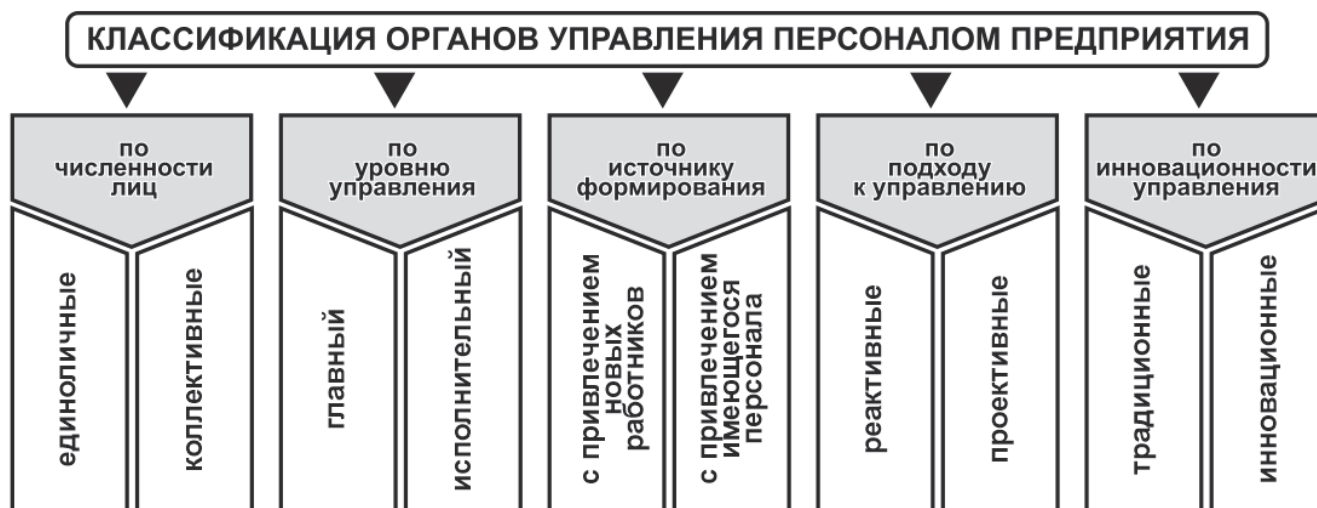 КЛАССИФИКАЦИЯ ОРГАНОВ УПРАВЛЕНИЯ ПЕРСОНАЛОМ ПРЕДПРИЯТИЯ
по
численности
лиц
единоличные
коллективные
по
уровню
управления
главный
исполнительный
по
источнику
формирования
с привлечением
новых
работников
с привлечением
имеющегося
персонала
по
подходу
к управлению
реактивные
проективные
по
инновационности
управления
традиционные
инновационные